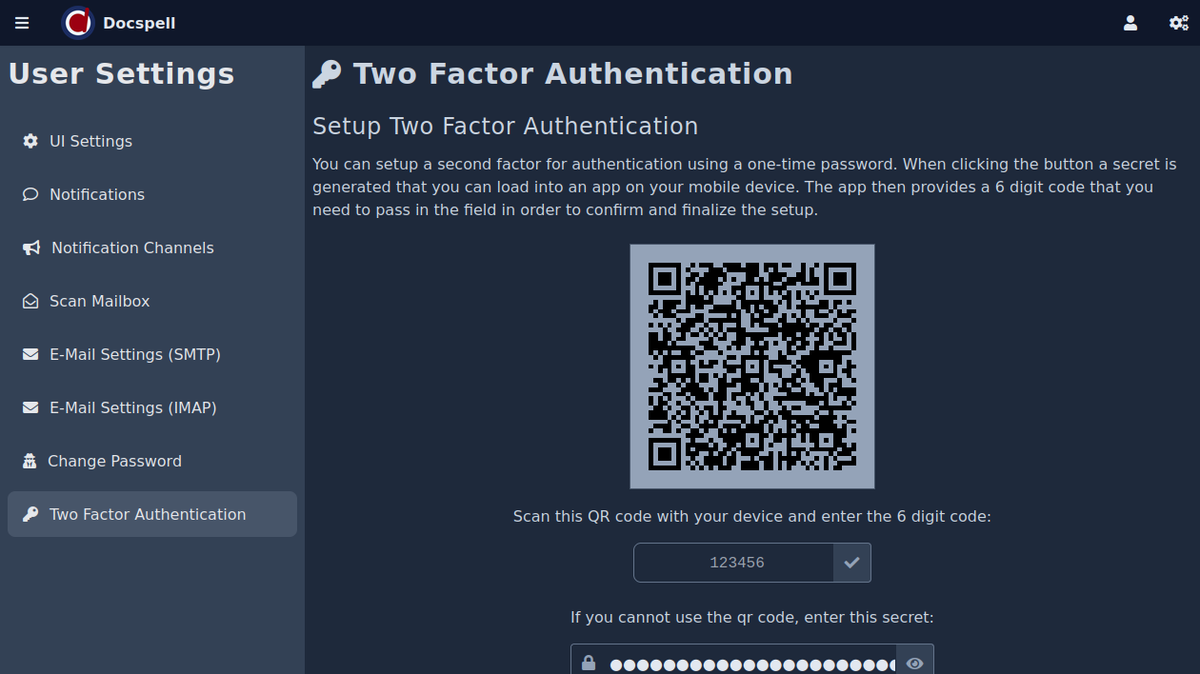 Docspell
User Settings
UI Settings
Notifications
Notification Channels
Scan Mailbox
E-Mail Settings (SMTP)
E-Mail Settings (IMAP)
Change Password
Two Factor Authentication
Two Factor Authentication
Setup Two Factor Authentication
You can setup a second factor for authentication using a one-time password. When clicking the button a secret is
generated that you can load into an app on your mobile device. The app then provides a 6 digit code that you
need to pass in the field in order to confirm and finalize the setup.
Scan this QR code with your device and enter the 6 digit code:
123456
If you cannot use the qr code, enter this secret: